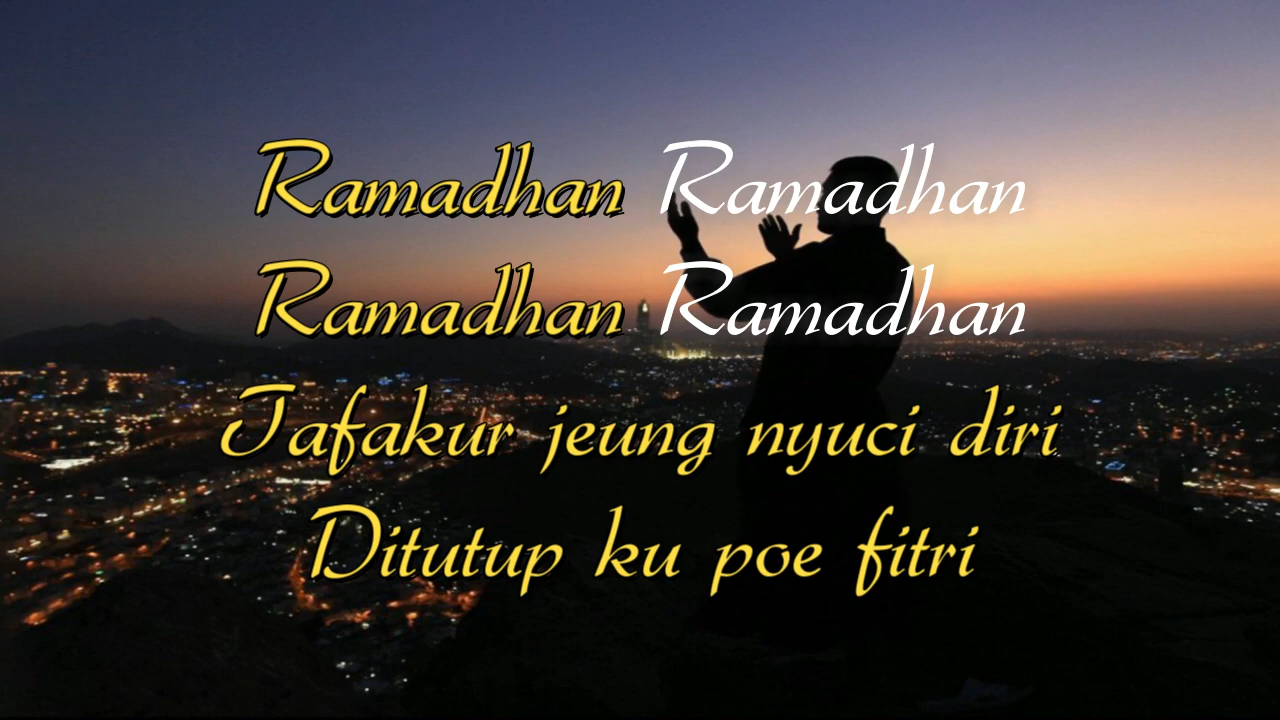 Ramadhan Ramadhan
Ramadhan Ramadhan
Tafakur jeung nyuci diri
Ditutup ku poe fitri